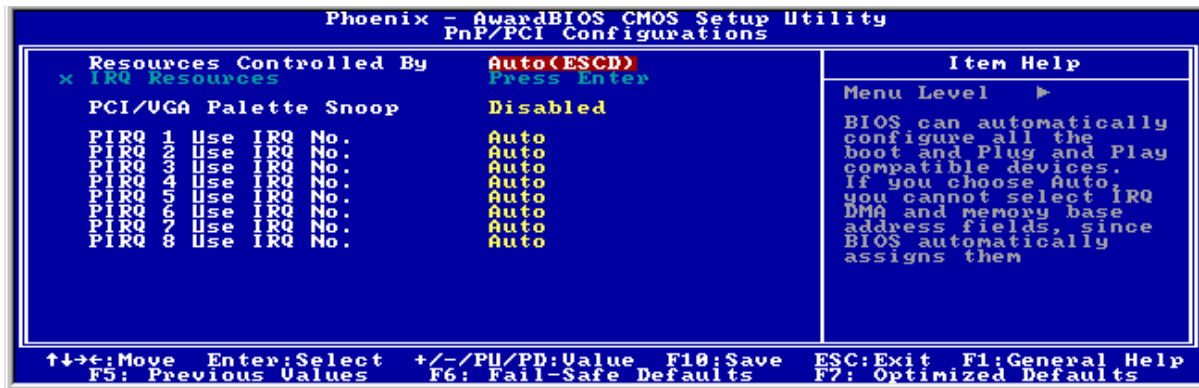 Phoenix - AwardBIOS CMOS Setup Utility
PnP/PCI Configurations
Resources Controlled By Auto(ESCD)
x IRQ Resources Press Enter
PCI/VGA Palette Snoop Disabled
PIRQ 1 Use IRQ No. Auto
PIRQ 2 Use IRQ No. Auto
PIRQ 3 Use IRQ No. Auto
PIRQ 4 Use IRQ No. Auto
PIRQ 5 Use IRQ No. Auto
PIRQ 6 Use IRQ No. Auto
PIRQ 7 Use IRQ No. Auto
PIRQ 8 Use IRQ No. Auto
Item Help
Menu Level ►
BIOS can automatically
configure all the
boot and Plug and Play
compatible devices.
If you choose Auto,
you cannot select IRQ
DMA and memory base
address fields, since
BIOS automatically
assigns them
↑↓→←:Move Enter:Select +/-/PU/PD:Value F10:Save ESC:Exit F1:General Help
F5: Previous Values F6: Fail-Safe Defaults F7: Optimized Defaults